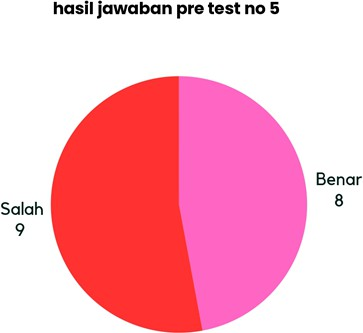 hasil jawaban pre test no 5
Benar
8
Salah
9